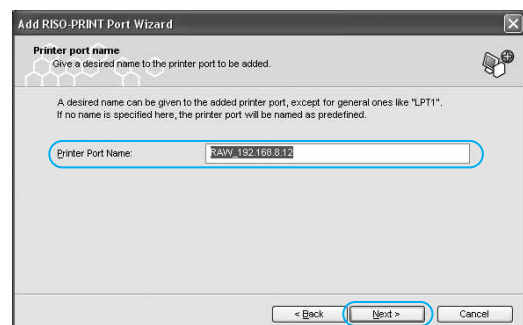 Add RISO-PRINT Port Wizard
Printer port name
Give a desired name to the printer port to be added.
A desired name can be given to the added printer port, except for general ones like "LPT1".
If no name is specified here, the printer port will be named as predefined.
Printer Port Name: RAW_192.168.8.12
< Back Next > Cancel